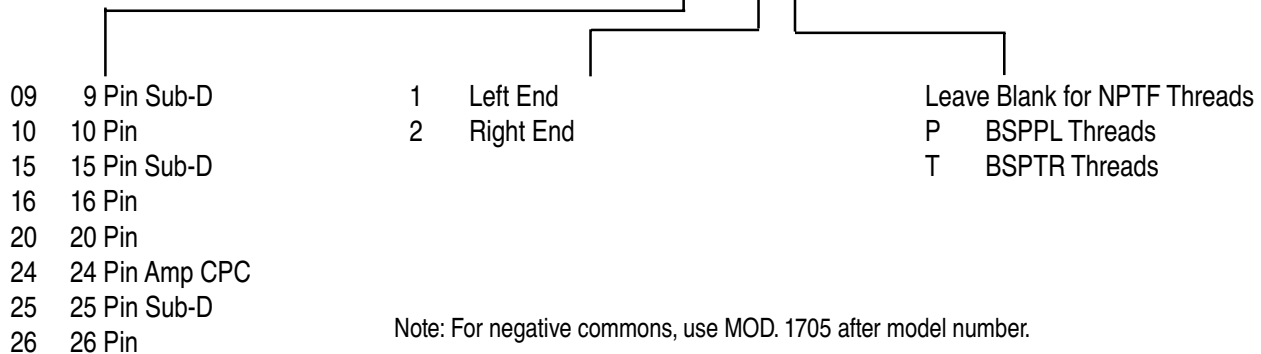 09 9 Pin Sub-D 1 Left End Leave Blank for NPTF Threads
10 10 Pin 2 Right End P BSPPL Threads
15 15 Pin Sub-D T BSPTR Threads
16 16 Pin
20 20 Pin
24 24 Pin Amp CPC
25 25 Pin Sub-D
26 26 Pin
Note: For negative commons, use MOD. 1705 after model number.